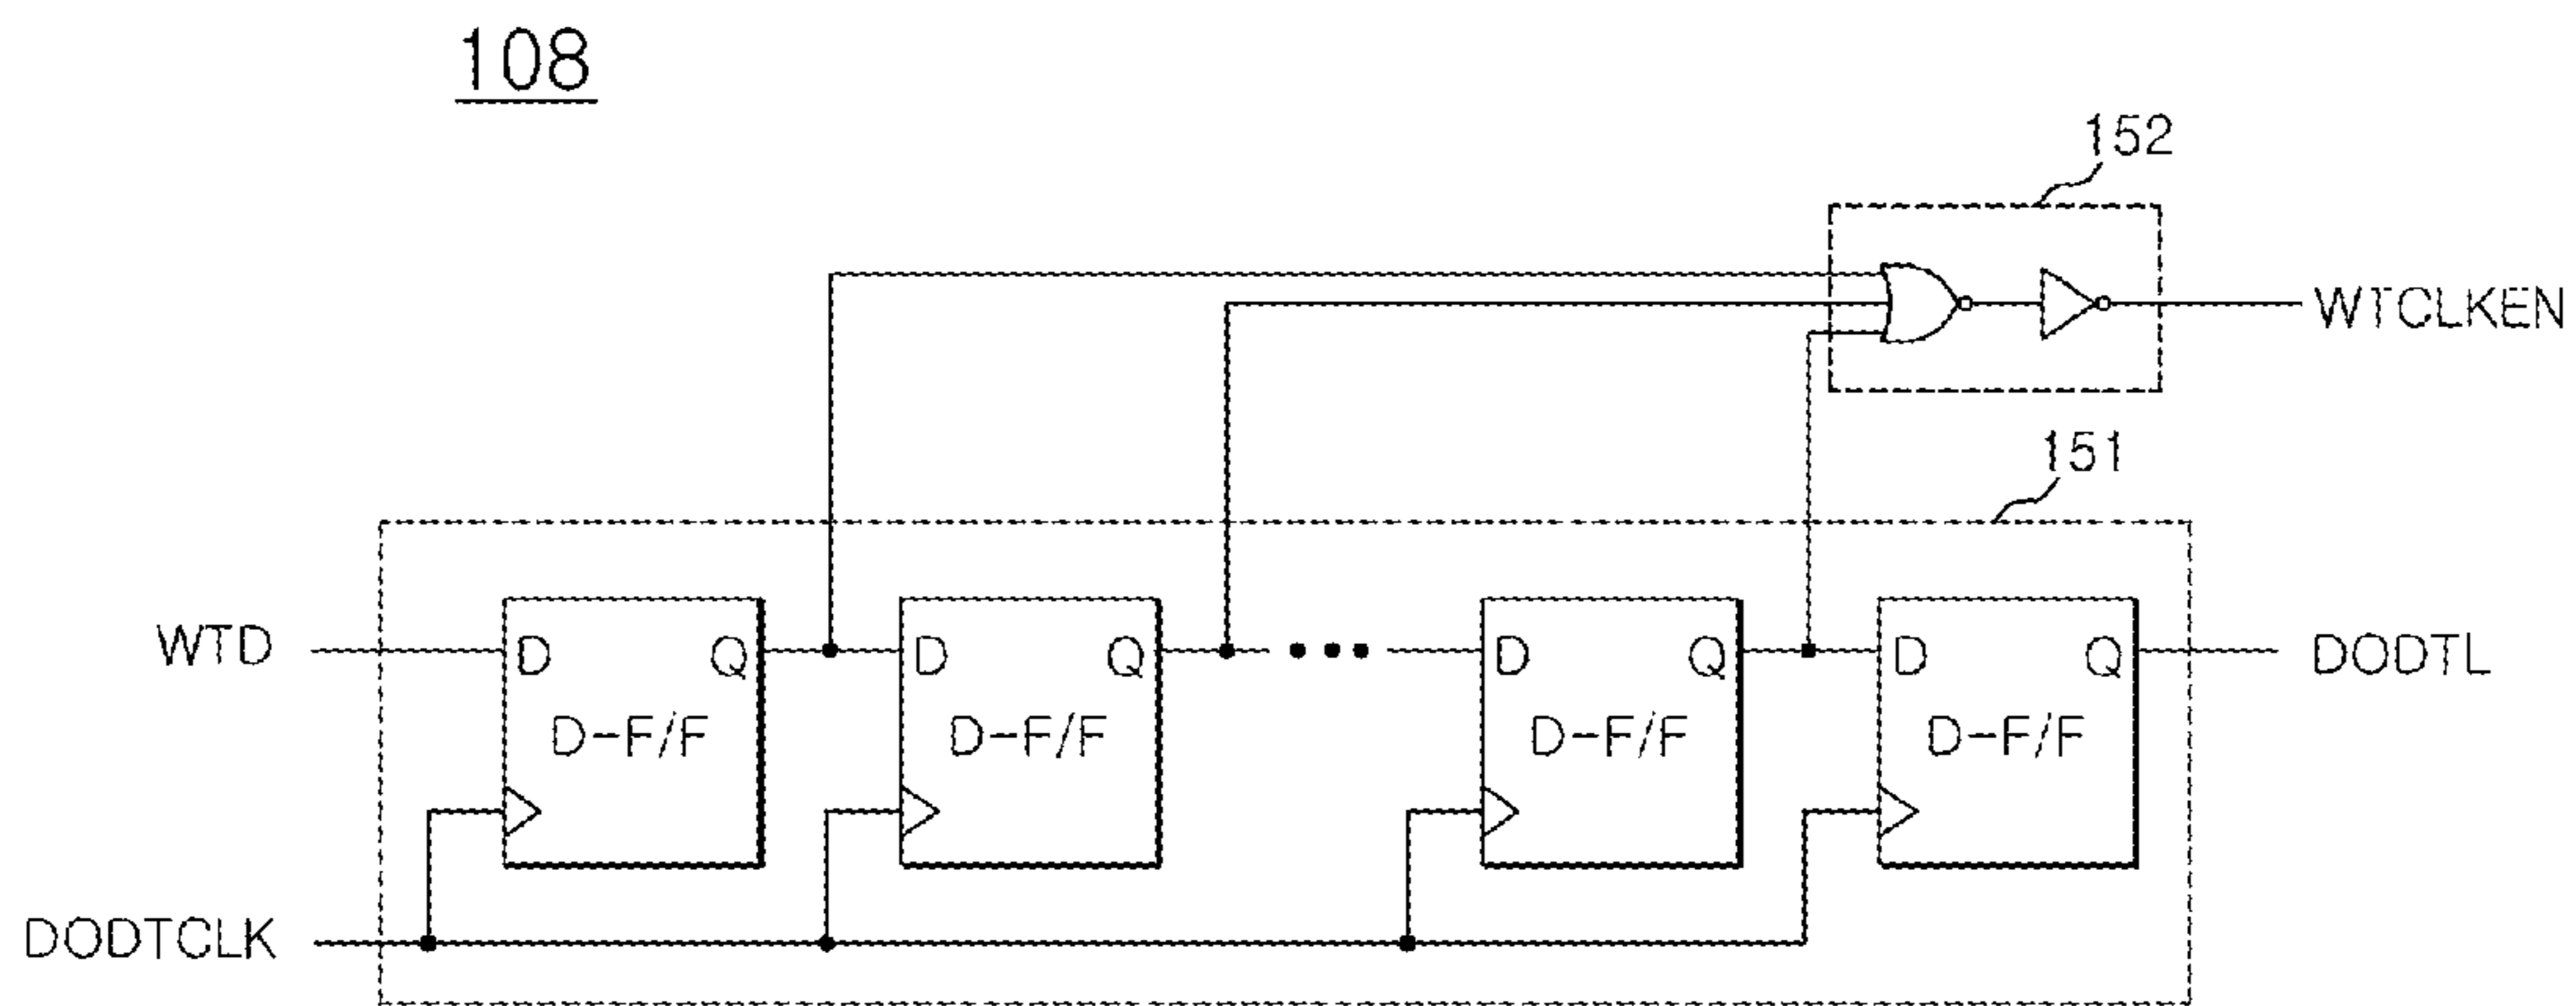 108
152
WTCLKEN
151
WTD D Q D Q ••• D Q D Q DODTL
D-F/F D-F/F D-F/F D-F/F
DODTCLK